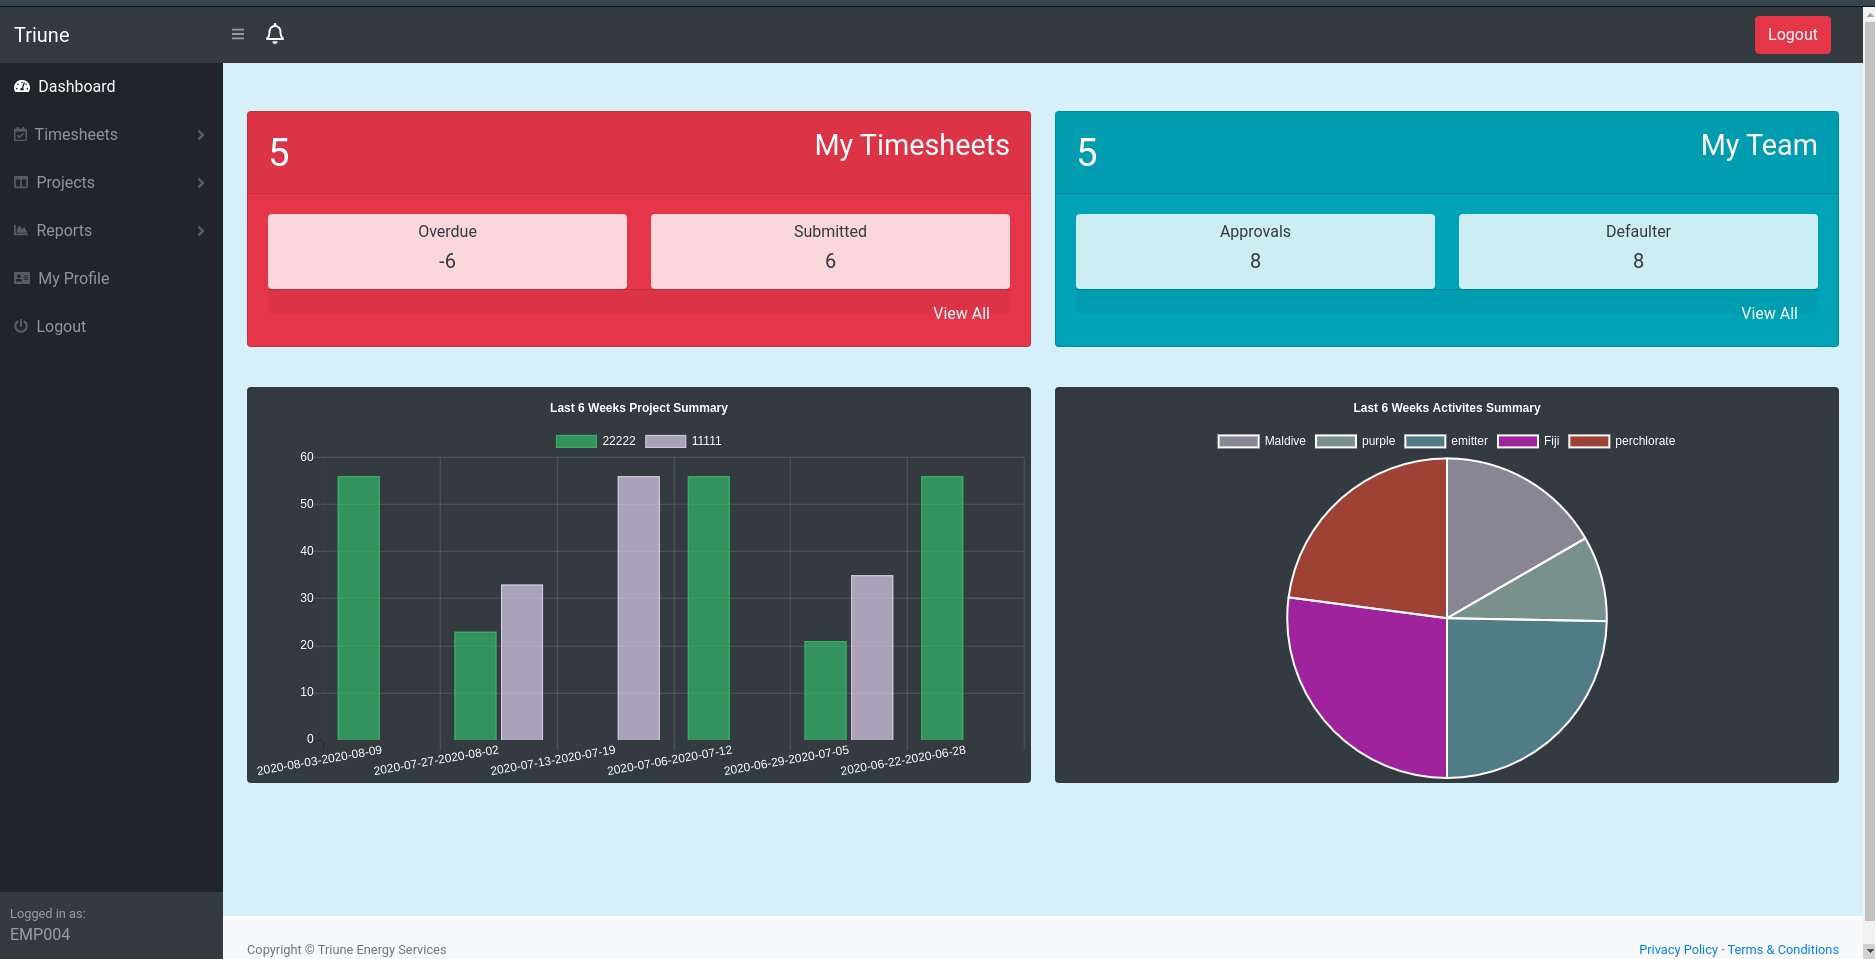 Triune
Logout
Dashboard
Timesheets
Projects
Reports
My Profile
Logout
5 My Timesheets
Overdue
-6
Submitted
6
View All
5 My Team
Approvals
8
Defaulter
8
View All
Last 6 Weeks Project Summary
22222 11111
60
50
40
30
20
10
0
2020-08-03-2020-08-09
2020-07-27-2020-08-02
2020-07-13-2020-07-19
2020-07-06-2020-07-12
2020-06-29-2020-07-05
2020-06-22-2020-06-28
Last 6 Weeks Activites Summary
Maldive purple emitter Fiji perchlorate
Logged in as:
EMP004
Copyright © Triune Energy Services
Privacy Policy · Terms & Conditions